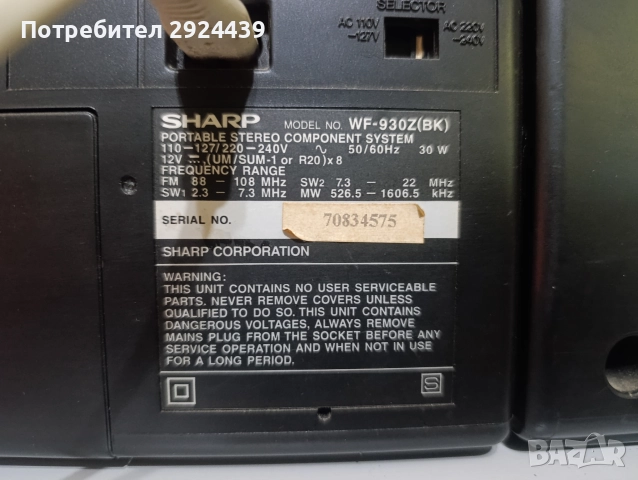 Потребител 2924439
SELECTOR
AC 110V -127V
AC 220V -240V
SHARP MODEL NO. WF-930Z(BK)
PORTABLE STEREO COMPONENT SYSTEM
110-127/220-240V ∿ 50/60Hz 30 W
12V ⎓ (UM/SUM-1 or R20)x8
FREQUENCY RANGE
FM 88 - 108 MHz SW2 7.3 - 22 MHz
SW1 2.3 - 7.3 MHz MW 526.5 - 1606.5 kHz
SERIAL NO. 70834575
SHARP CORPORATION
WARNING:
THIS UNIT CONTAINS NO USER SERVICEABLE
PARTS. NEVER REMOVE COVERS UNLESS
QUALIFIED TO DO SO. THIS UNIT CONTAINS
DANGEROUS VOLTAGES, ALWAYS REMOVE
MAINS PLUG FROM THE SOCKET BEFORE ANY
SERVICE OPERATION AND WHEN NOT IN USE
FOR A LONG PERIOD.
S
BAZAR